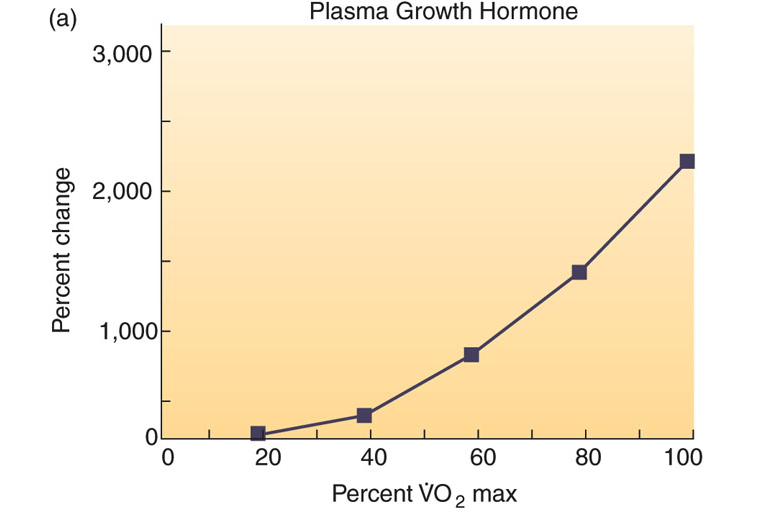 (a)
Plasma Growth Hormone
3,000
2,000
1,000
0
Percent change
0 20 40 60 80 100
Percent V̇O₂ max